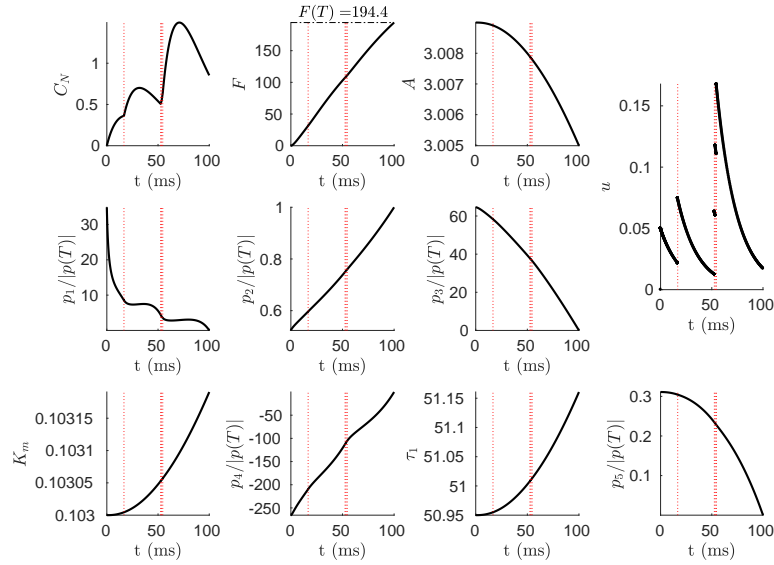 F(T) =194.4
1
0.5
0
0 50 100
t (ms)
C_N
150
100
50
0
0 50 100
t (ms)
F
3.008
3.007
3.006
3.005
0 50 100
t (ms)
A
0.15
0.1
0.05
0
0 50 100
t (ms)
u
30
20
10
0 50 100
t (ms)
p_1/|p(T)|
1
0.8
0.6
0 50 100
t (ms)
p_2/|p(T)|
60
40
20
0
0 50 100
t (ms)
p_3/|p(T)|
0.10315
0.1031
0.10305
0.103
0 50 100
t (ms)
K_m
-50
-100
-150
-200
-250
0 50 100
t (ms)
p_4/|p(T)|
51.15
51.1
51.05
51
50.95
0 50 100
t (ms)
τ_1
0.3
0.2
0.1
0 50 100
t (ms)
p_5/|p(T)|